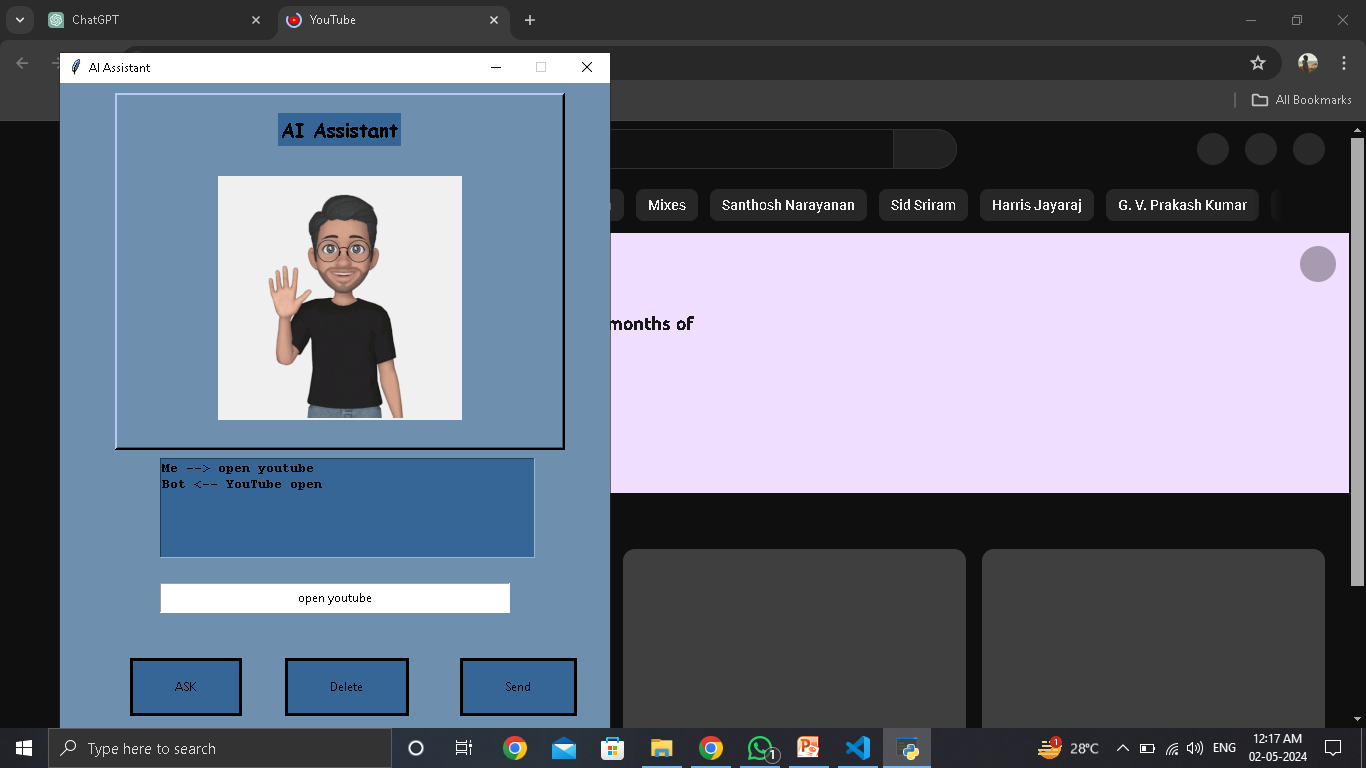 ChatGPT
YouTube
AI Assistant
All Bookmarks
AI Assistant
Mixes
Santhosh Narayanan
Sid Sriram
Harris Jayaraj
G. V. Prakash Kumar
months of
Me --> open youtube
Bot <-- YouTube open
open youtube
ASK
Delete
Send
Type here to search
1
1
28°C
ENG
12:17 AM
02-05-2024